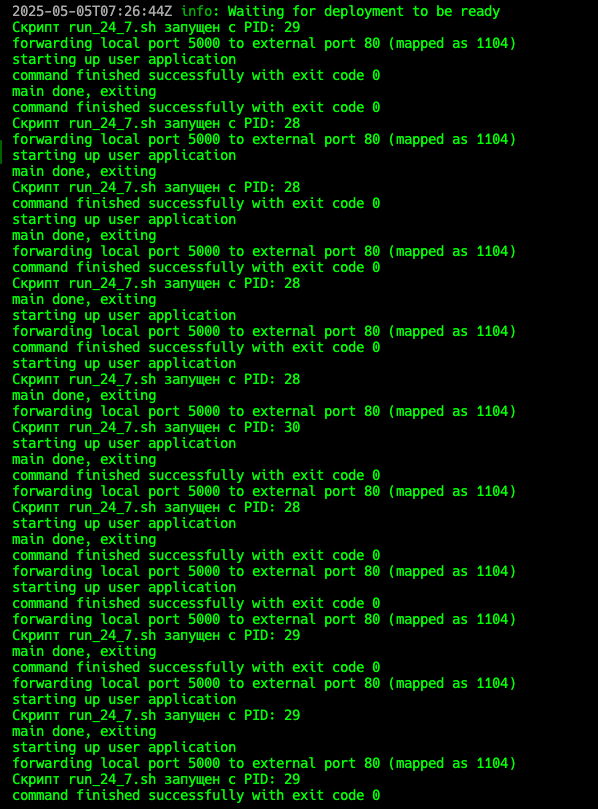 2025-05-05T07:26:44Z info: Waiting for deployment to be ready
Скрипт run_24_7.sh запущен с PID: 29
forwarding local port 5000 to external port 80 (mapped as 1104)
starting up user application
command finished successfully with exit code 0
main done, exiting
command finished successfully with exit code 0
Скрипт run_24_7.sh запущен с PID: 28
forwarding local port 5000 to external port 80 (mapped as 1104)
starting up user application
main done, exiting
Скрипт run_24_7.sh запущен с PID: 28
command finished successfully with exit code 0
starting up user application
main done, exiting
forwarding local port 5000 to external port 80 (mapped as 1104)
command finished successfully with exit code 0
Скрипт run_24_7.sh запущен с PID: 28
main done, exiting
starting up user application
forwarding local port 5000 to external port 80 (mapped as 1104)
command finished successfully with exit code 0
starting up user application
Скрипт run_24_7.sh запущен с PID: 28
main done, exiting
forwarding local port 5000 to external port 80 (mapped as 1104)
Скрипт run_24_7.sh запущен с PID: 30
starting up user application
main done, exiting
command finished successfully with exit code 0
forwarding local port 5000 to external port 80 (mapped as 1104)
Скрипт run_24_7.sh запущен с PID: 28
starting up user application
main done, exiting
command finished successfully with exit code 0
forwarding local port 5000 to external port 80 (mapped as 1104)
starting up user application
command finished successfully with exit code 0
forwarding local port 5000 to external port 80 (mapped as 1104)
Скрипт run_24_7.sh запущен с PID: 29
main done, exiting
command finished successfully with exit code 0
forwarding local port 5000 to external port 80 (mapped as 1104)
starting up user application
Скрипт run_24_7.sh запущен с PID: 29
main done, exiting
starting up user application
forwarding local port 5000 to external port 80 (mapped as 1104)
Скрипт run_24_7.sh запущен с PID: 29
command finished successfully with exit code 0